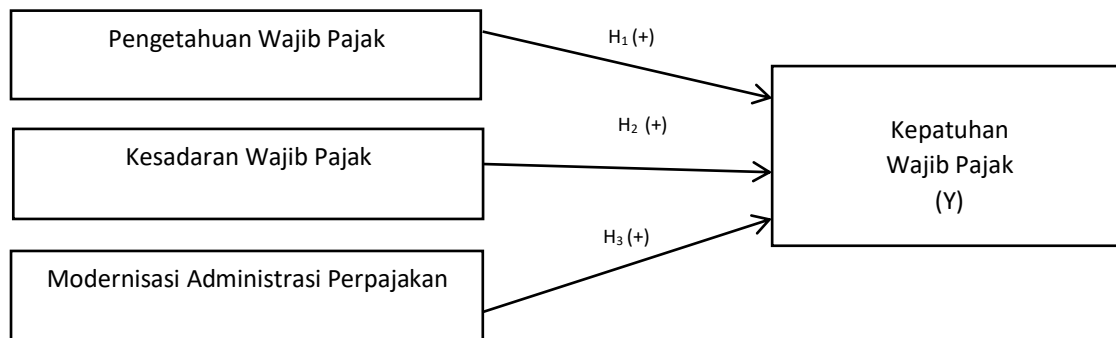 Pengetahuan Wajib Pajak
H₁ (+)
Kesadaran Wajib Pajak
H₂ (+)
Modernisasi Administrasi Perpajakan
H₃ (+)
Kepatuhan
Wajib Pajak
(Y)